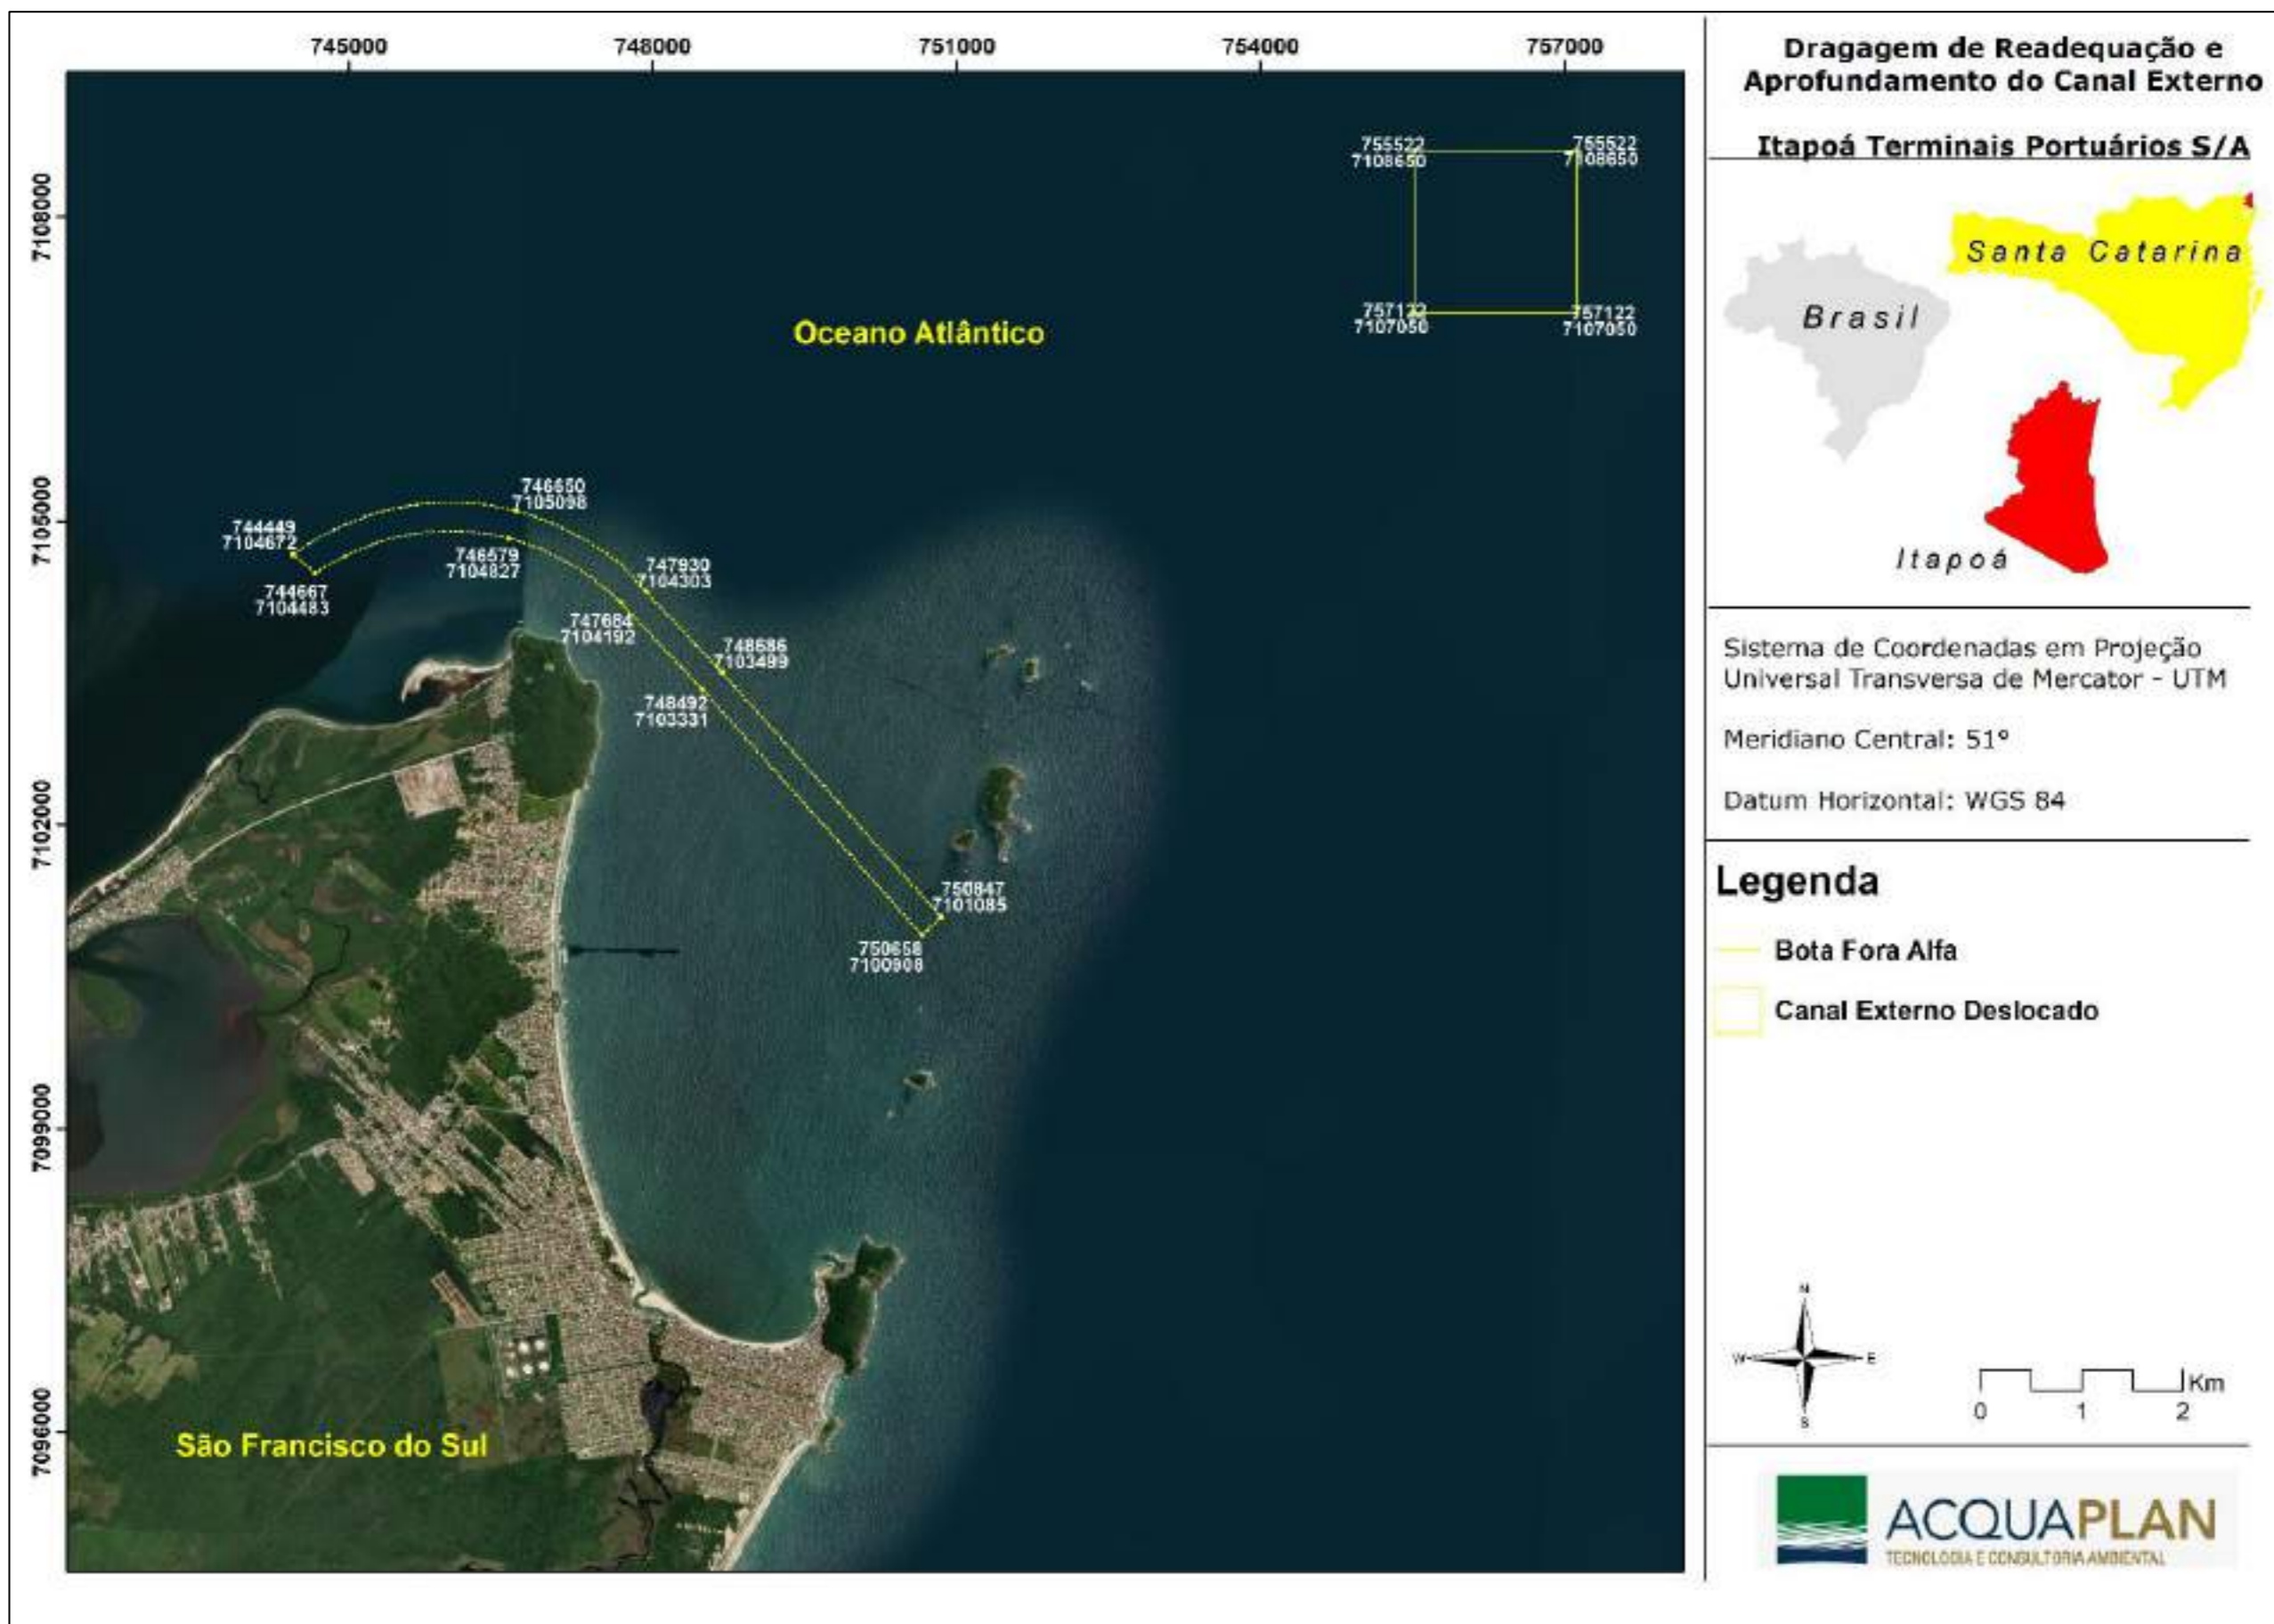 745000 748000 751000 754000 757000
7108000
7105000
7102000
7099000
7096000
755522
7108650
755522
7108650
757122
7107050
757122
7107050
Oceano Atlântico
746650
7105098
744449
7104672
746579
7104827
747930
7104303
744667
7104483
747684
7104192
748686
7103499
748492
7103331
750847
7101085
750658
7100908
São Francisco do Sul
Dragagem de Readequação e
Aprofundamento do Canal Externo
Itapoá Terminais Portuários S/A
Santa Catarina
Brasil
Itapoá
Sistema de Coordenadas em Projeção
Universal Transversa de Mercator - UTM
Meridiano Central: 51°
Datum Horizontal: WGS 84
Legenda
Bota Fora Alfa
Canal Externo Deslocado
N
W E
S
Km
0 1 2
ACQUAPLAN
TECNOLOGIA E CONSULTORIA AMBIENTAL